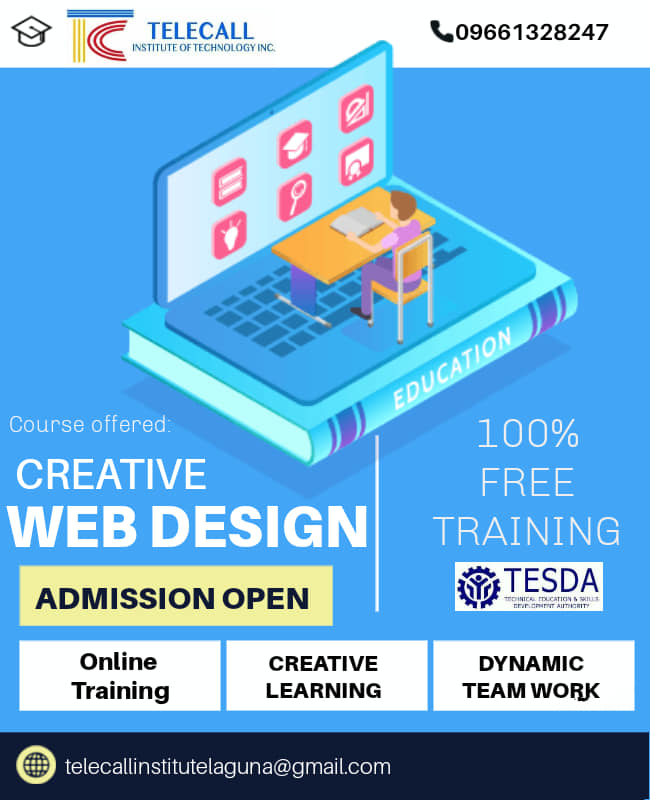 TC TELECALL
INSTITUTE OF TECHNOLOGY INC.
09661328247
EDUCATION
Course offered:
CREATIVE
WEB DESIGN
ADMISSION OPEN
100%
FREE
TRAINING
TESDA
TECHNICAL EDUCATION & SKILLS
DEVELOPMENT AUTHORITY
Online
Training
CREATIVE
LEARNING
DYNAMIC
TEAM WORK
telecallinstitutelaguna@gmail.com